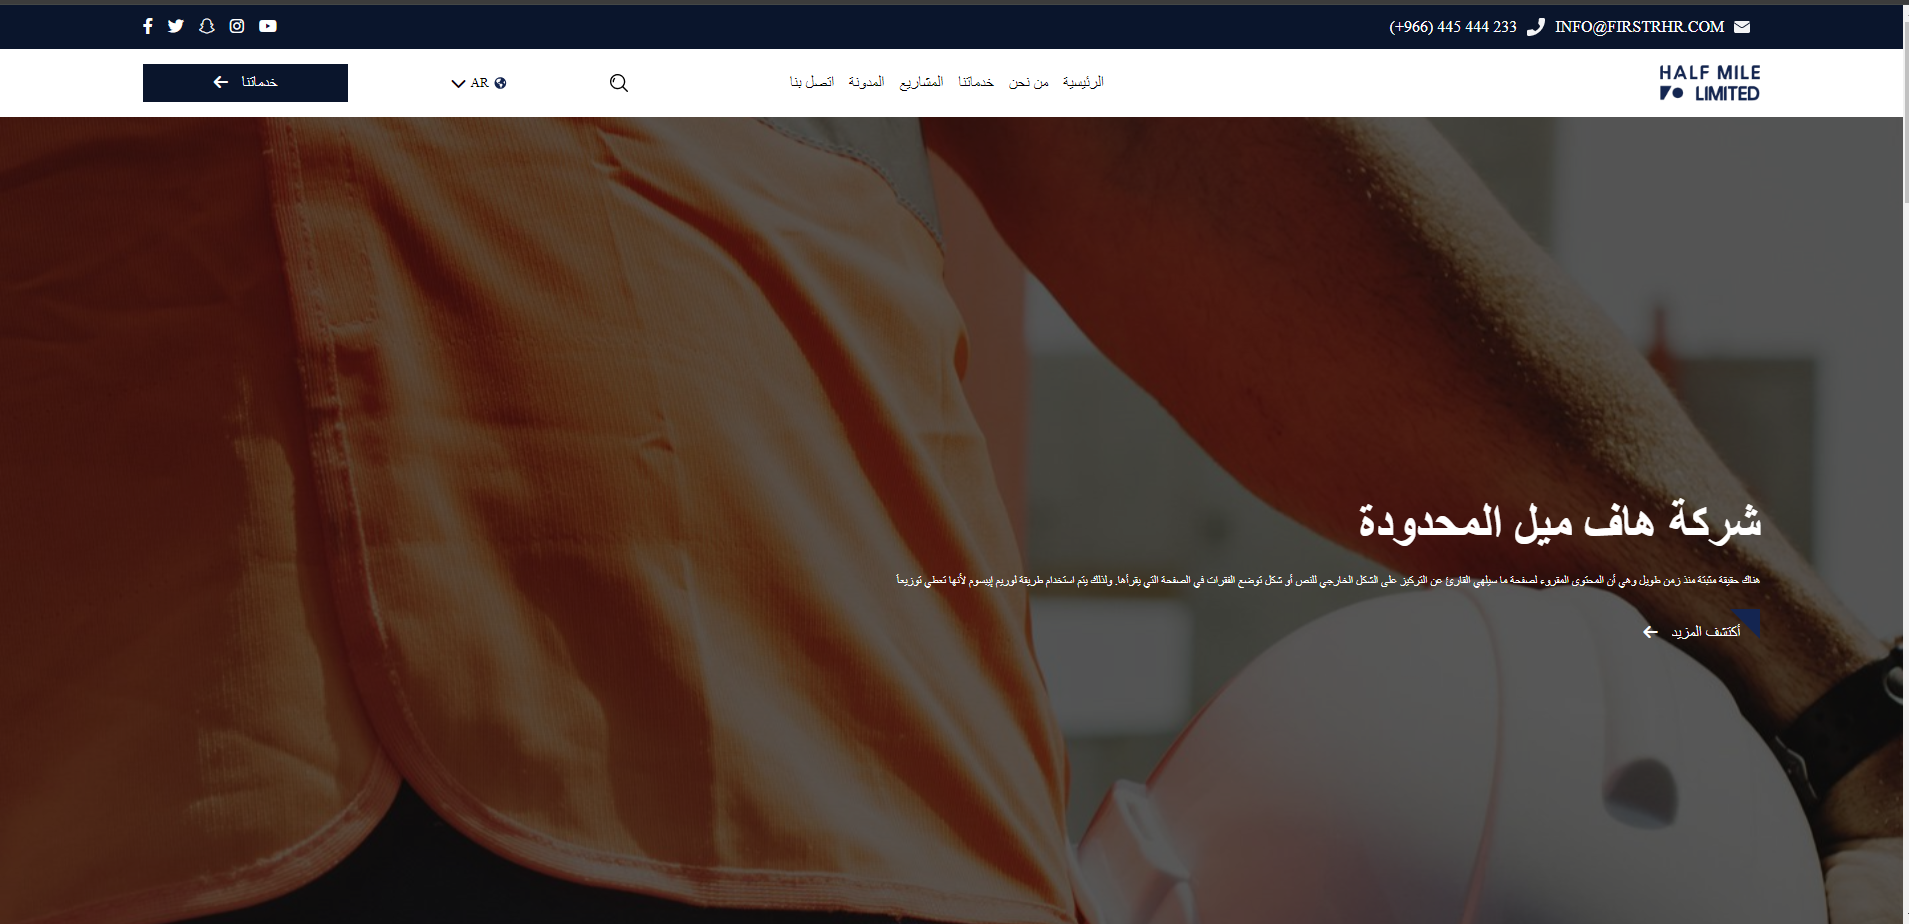 INFO@FIRSTRHR.COM
(+966) 445 444 233
HALF MILE
LIMITED
الرئيسية
من نحن
خدماتنا
المشاريع
المدونة
اتصل بنا
AR
خدماتنا
شركة هاف ميل المحدودة
هناك حقيقة مثبتة منذ زمن طويل وهي أن المحتوى المقروء لصفحة ما سيلهي القارئ عن التركيز على الشكل الخارجي للنص أو شكل توضع الفقرات في الصفحة التي يقرأها. ولذلك يتم استخدام طريقة لوريم إيبسوم لأنها تعطي توزيعاَ
أكتشف المزيد